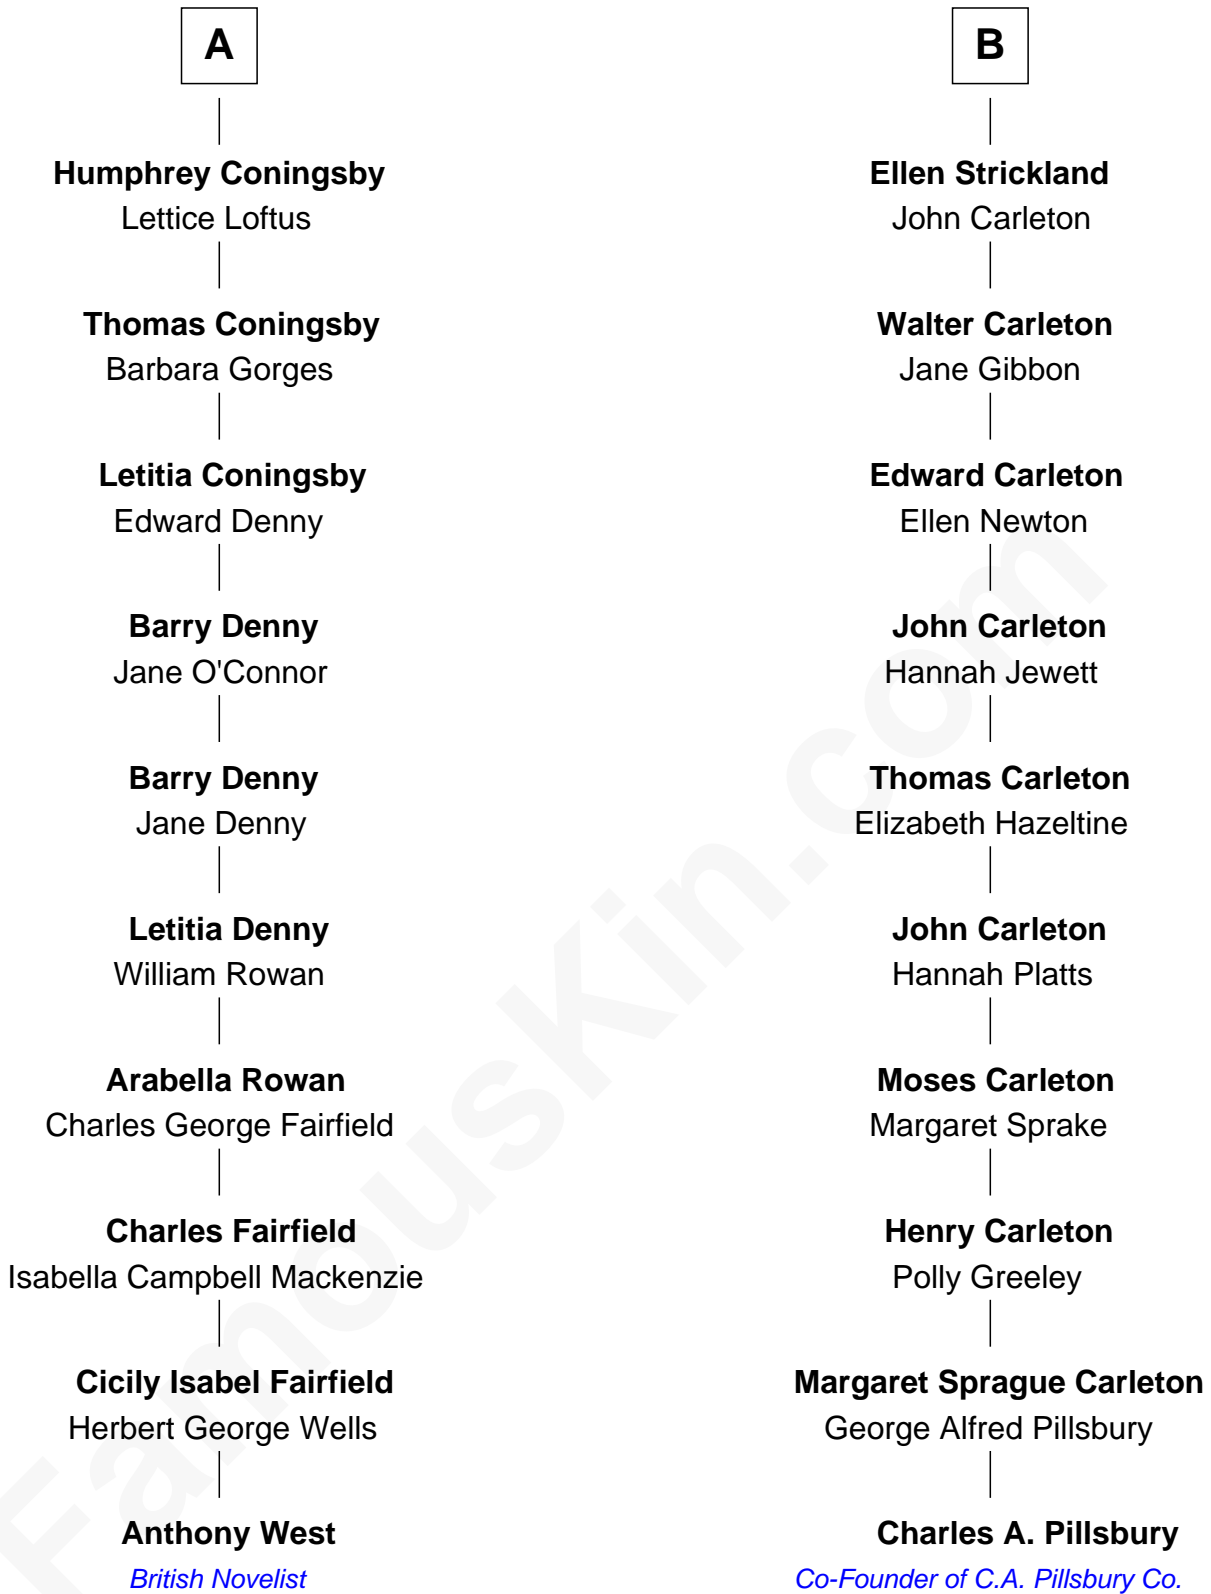 A
Humphrey Coningsby
Lettice Loftus
Thomas Coningsby
Barbara Gorges
Letitia Coningsby
Edward Denny
Barry Denny
Jane O'Connor
Barry Denny
Jane Denny
Letitia Denny
William Rowan
Arabella Rowan
Charles George Fairfield
Charles Fairfield
Isabella Campbell Mackenzie
Cicily Isabel Fairfield
Herbert George Wells
Anthony West
British Novelist
B
Ellen Strickland
John Carleton
Walter Carleton
Jane Gibbon
Edward Carleton
Ellen Newton
John Carleton
Hannah Jewett
Thomas Carleton
Elizabeth Hazeltine
John Carleton
Hannah Platts
Moses Carleton
Margaret Sprake
Henry Carleton
Polly Greeley
Margaret Sprague Carleton
George Alfred Pillsbury
Charles A. Pillsbury
Co-Founder of C.A. Pillsbury Co.
FamousKin.com